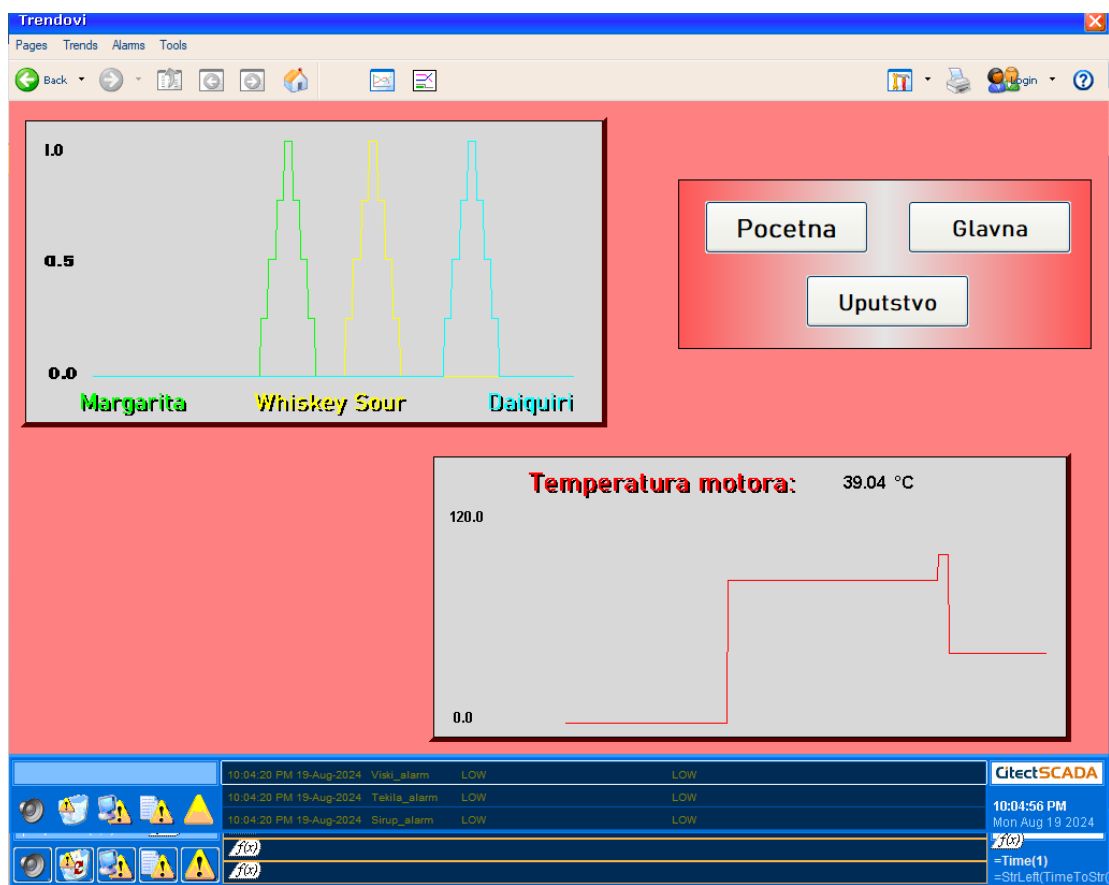 Trendovi
Pages Trends Alarms Tools
Back Login
1.0
0.5
0.0
Margarita Whiskey Sour Daiquiri
Pocetna Glavna
Uputstvo
Temperatura motora: 39.04 °C
120.0
0.0
10:04:20 PM 19-Aug-2024 Viski_alarm LOW LOW
10:04:20 PM 19-Aug-2024 Tekila_alarm LOW LOW
10:04:20 PM 19-Aug-2024 Sirup_alarm LOW LOW
CitectSCADA
10:04:56 PM
Mon Aug 19 2024
f(x)
f(x)
f(x)
=Time(1)
=StrLeft(TimeToStr(